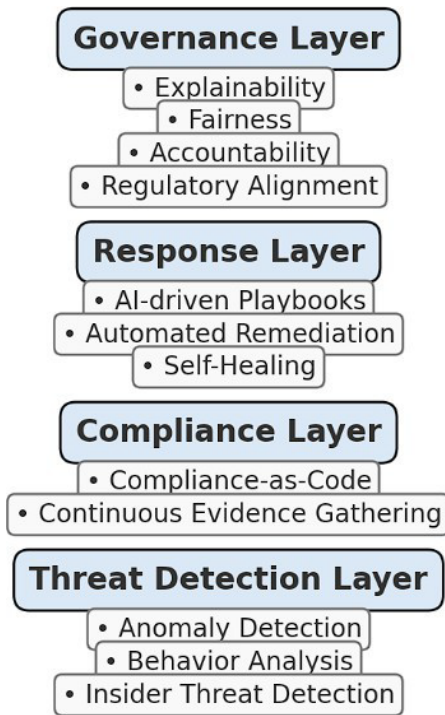 Governance Layer
• Explainability
• Fairness
• Accountability
• Regulatory Alignment
Response Layer
• AI-driven Playbooks
• Automated Remediation
• Self-Healing
Compliance Layer
• Compliance-as-Code
• Continuous Evidence Gathering
Threat Detection Layer
• Anomaly Detection
• Behavior Analysis
• Insider Threat Detection